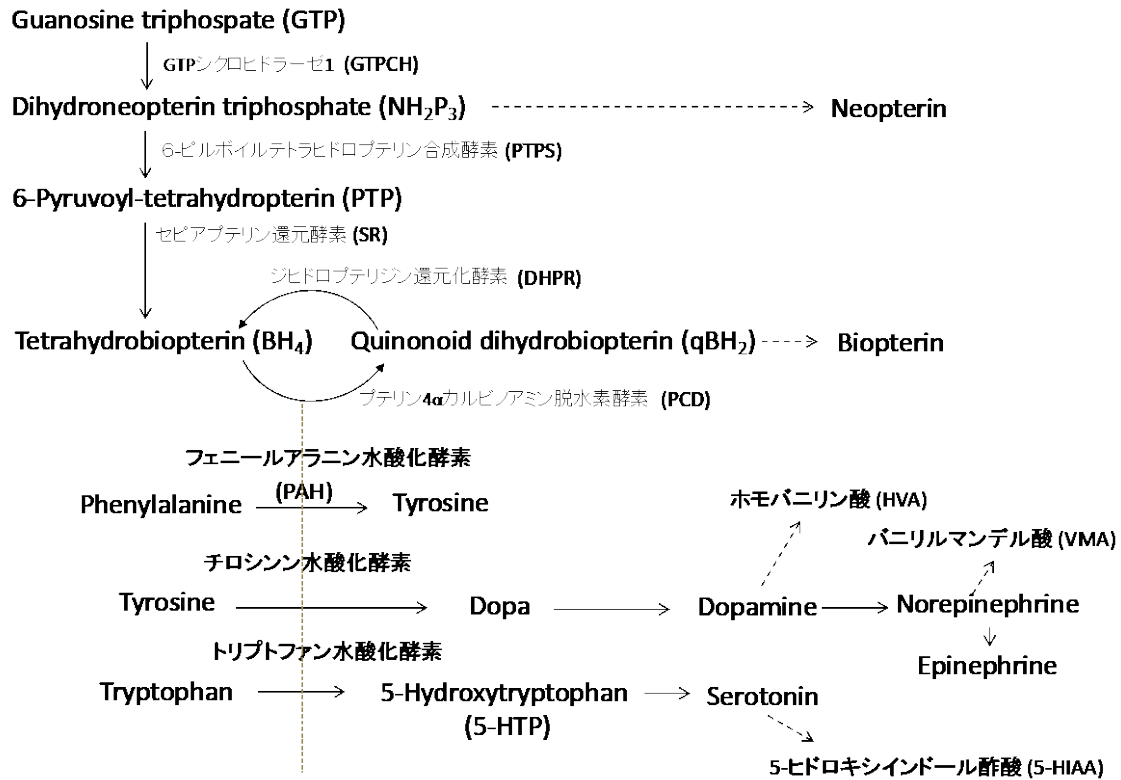 Guanosine triphospate (GTP)
GTPシクロヒドラーゼ1 (GTPCH)
Dihydroneopterin triphosphate (NH₂P₃)
Neopterin
6-ピルボイルテトラヒドロプテリン合成酵素 (PTPS)
6-Pyruvoyl-tetrahydropterin (PTP)
セピアプテリン還元酵素 (SR)
ジヒドロプテリジン還元化酵素 (DHPR)
Tetrahydrobiopterin (BH₄)
Quinonoid dihydrobiopterin (qBH₂)
Biopterin
プテリン4αカルビノアミン脱水素酵素 (PCD)
フェニールアラニン水酸化酵素
(PAH)
Phenylalanine
Tyrosine
ホモバニリン酸 (HVA)
バニリルマンデル酸 (VMA)
チロシンン水酸化酵素
Tyrosine
Dopa
Dopamine
Norepinephrine
Epinephrine
トリプトファン水酸化酵素
Tryptophan
5-Hydroxytryptophan
(5-HTP)
Serotonin
5-ヒドロキシインドール酢酸 (5-HIAA)